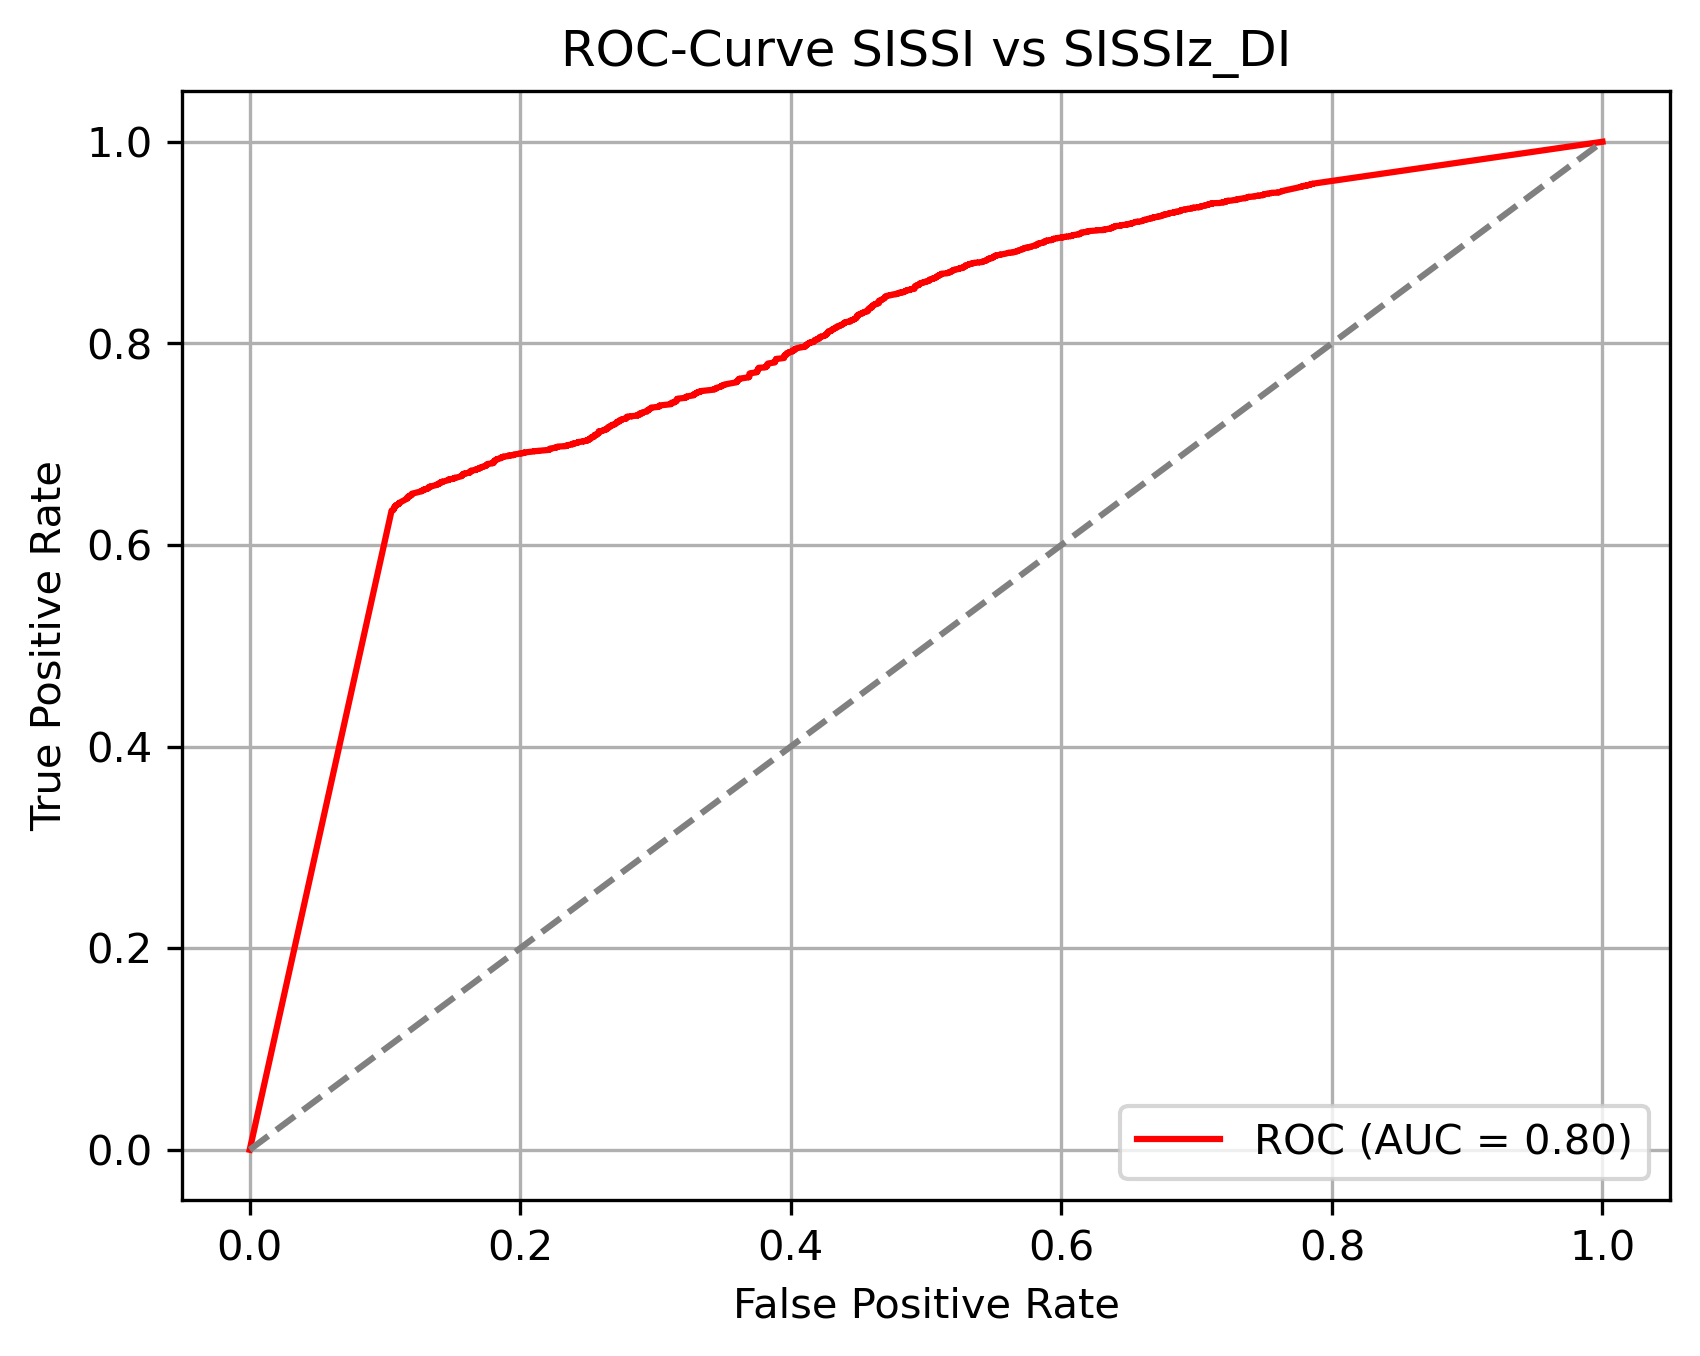 ROC-Curve SISSI vs SISSIz_DI
1.0
0.8
0.6
0.4
0.2
0.0
True Positive Rate
ROC (AUC = 0.80)
0.0 0.2 0.4 0.6 0.8 1.0
False Positive Rate